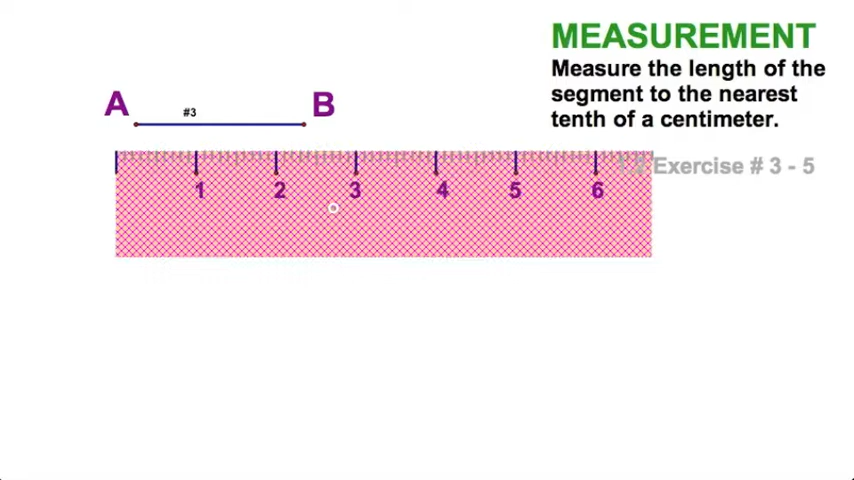 MEASUREMENT
Measure the length of the
segment to the nearest
tenth of a centimeter.
Exercise # 3 - 5
A #3 B
1 2 3 4 5 6